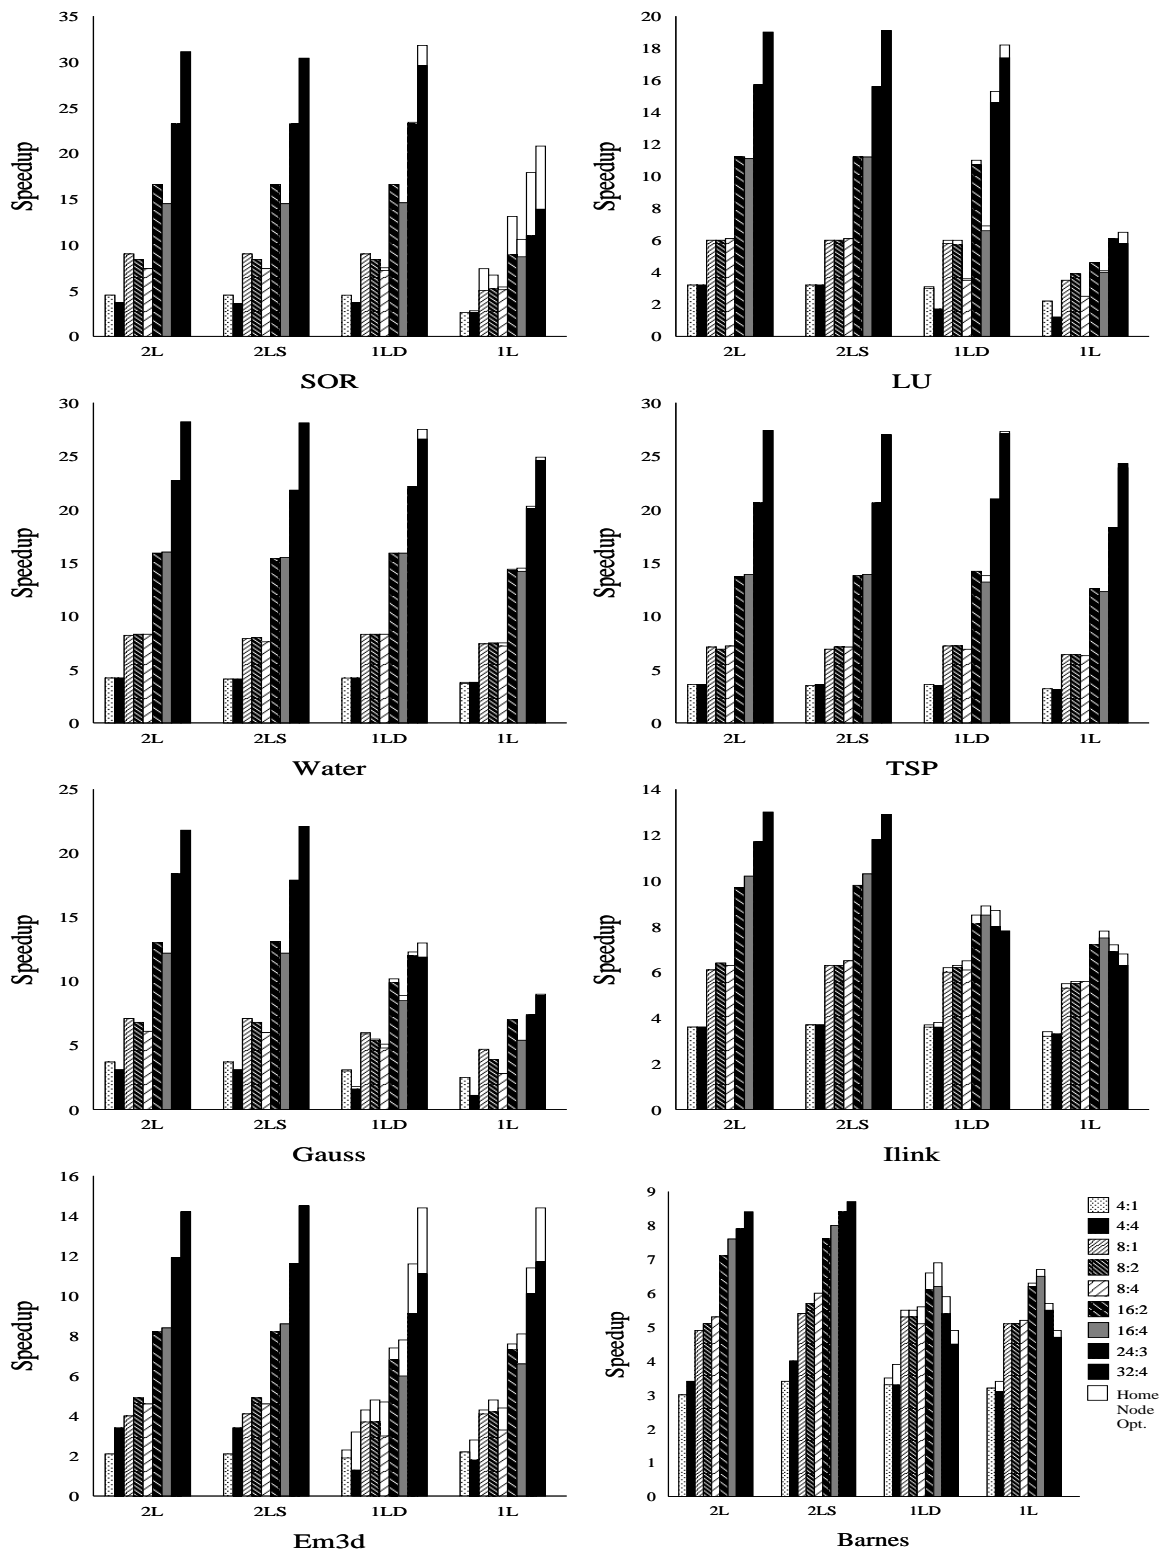 35
30
25
20
15
10
5
0
Speedup
2L 2LS 1LD 1L
SOR
20
18
16
14
12
10
8
6
4
2
0
Speedup
2L 2LS 1LD 1L
LU
30
25
20
15
10
5
0
Speedup
2L 2LS 1LD 1L
Water
30
25
20
15
10
5
0
Speedup
2L 2LS 1LD 1L
TSP
25
20
15
10
5
0
Speedup
2L 2LS 1LD 1L
Gauss
14
12
10
8
6
4
2
0
Speedup
2L 2LS 1LD 1L
Ilink
16
14
12
10
8
6
4
2
0
Speedup
2L 2LS 1LD 1L
Em3d
9
8
7
6
5
4
3
2
1
0
Speedup
2L 2LS 1LD 1L
Barnes
4:1
4:4
8:1
8:2
8:4
16:2
16:4
24:3
32:4
Home
Node
Opt.